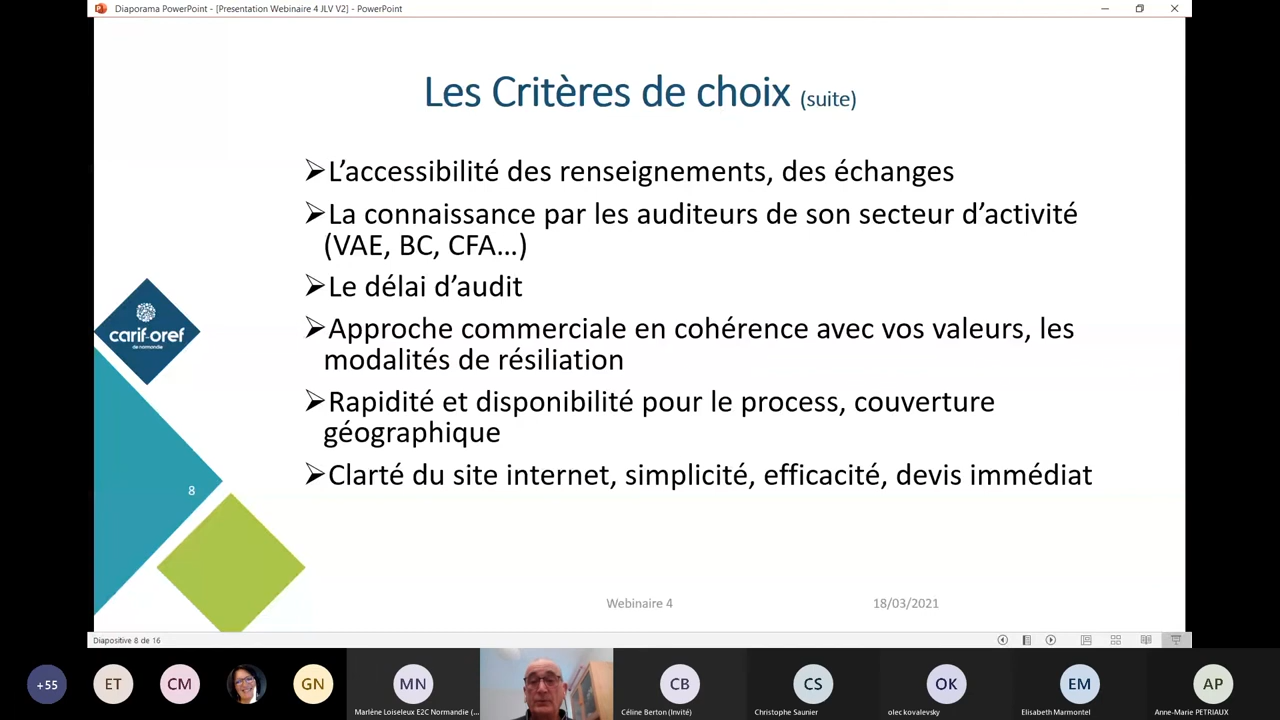 Diaporama PowerPoint - [Presentation Webinaire 4 JLV V2] - PowerPoint
Les Critères de choix (suite)
L’accessibilité des renseignements, des échanges
La connaissance par les auditeurs de son secteur d’activité
(VAE, BC, CFA…)
Le délai d’audit
Approche commerciale en cohérence avec vos valeurs, les
modalités de résiliation
Rapidité et disponibilité pour le process, couverture
géographique
Clarté du site internet, simplicité, efficacité, devis immédiat
carif-oref
de normandie
8
Webinaire 4
18/03/2021
Diapositive 8 de 16
+55
ET
CM
GN
MN
CB
CS
OK
EM
AP
Marlène Loiseleux E2C Normandie (...
Céline Berton (Invité)
Christophe Saunier
olec kovalevsky
Elisabeth Marmontel
Anne-Marie PETRIAUX